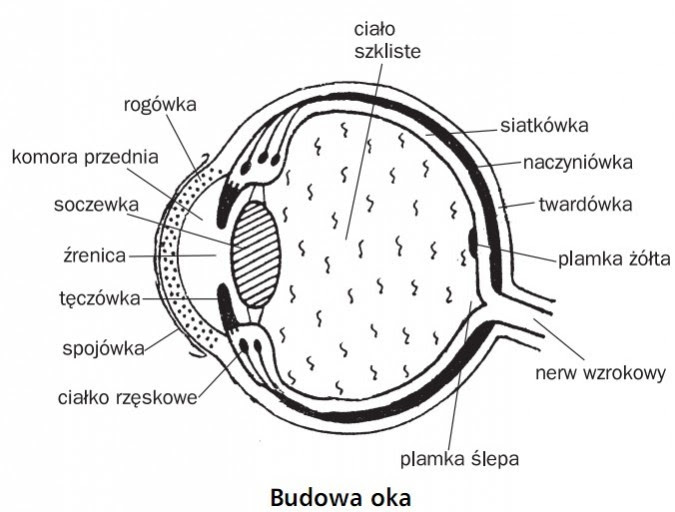 ciało
szkliste
rogówka
siatkówka
komora przednia
naczyniówka
soczewka
twardówka
źrenica
plamka żółta
tęczówka
spojówka
nerw wzrokowy
ciałko rzęskowe
plamka ślepa
Budowa oka